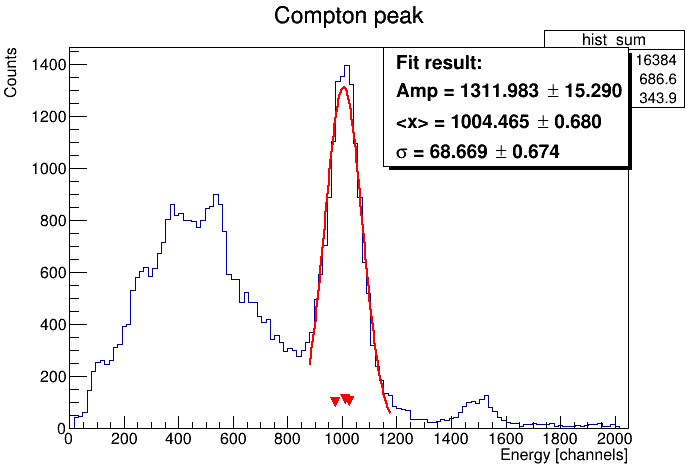 Compton peak
hist sum
16384
686.6
343.9
Fit result:
Amp = 1311.983 ± 15.290
<x> = 1004.465 ± 0.680
σ = 68.669 ± 0.674
Counts
1400
1200
1000
800
600
400
200
0
0 200 400 600 800 1000 1200 1400 1600 1800 2000
Energy [channels]